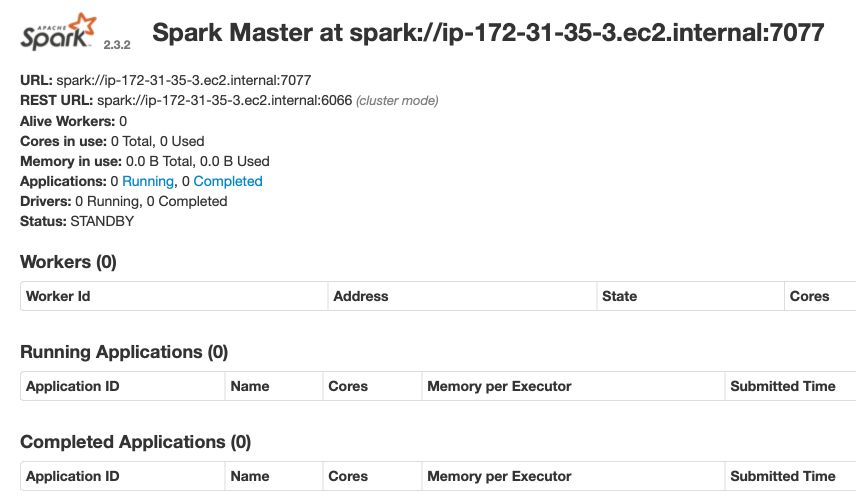 APACHE Spark 2.3.2 Spark Master at spark://ip-172-31-35-3.ec2.internal:7077
URL: spark://ip-172-31-35-3.ec2.internal:7077
REST URL: spark://ip-172-31-35-3.ec2.internal:6066 (cluster mode)
Alive Workers: 0
Cores in use: 0 Total, 0 Used
Memory in use: 0.0 B Total, 0.0 B Used
Applications: 0 Running, 0 Completed
Drivers: 0 Running, 0 Completed
Status: STANDBY
Workers (0)
Worker Id Address State Cores
Running Applications (0)
Application ID Name Cores Memory per Executor Submitted Time
Completed Applications (0)
Application ID Name Cores Memory per Executor Submitted Time